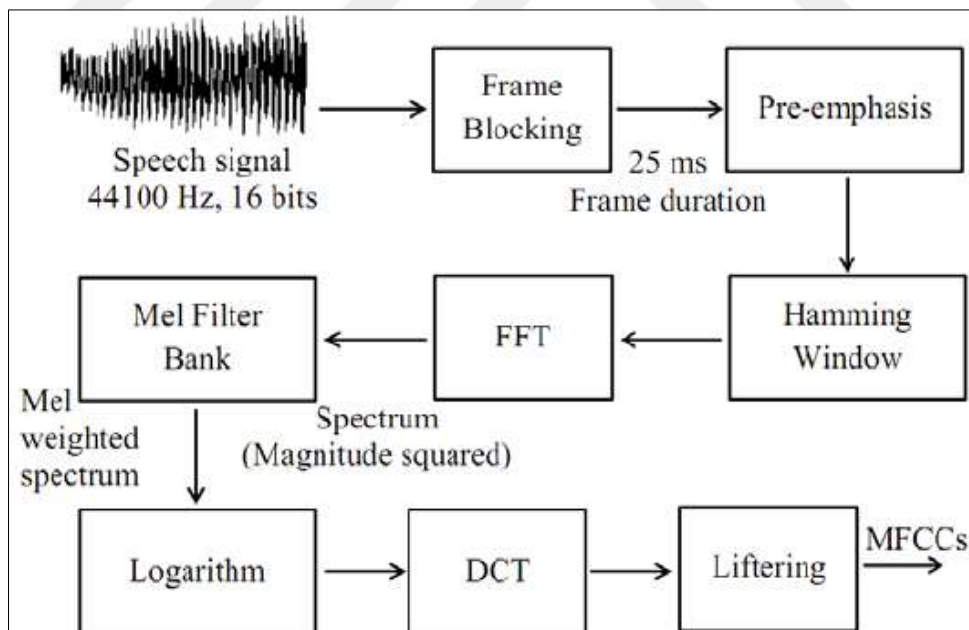 Speech signal
44100 Hz, 16 bits
Frame
Blocking
25 ms
Frame duration
Pre-emphasis
Hamming
Window
FFT
Mel Filter
Bank
Spectrum
(Magnitude squared)
Mel
weighted
spectrum
Logarithm
DCT
Liftering
MFCCs